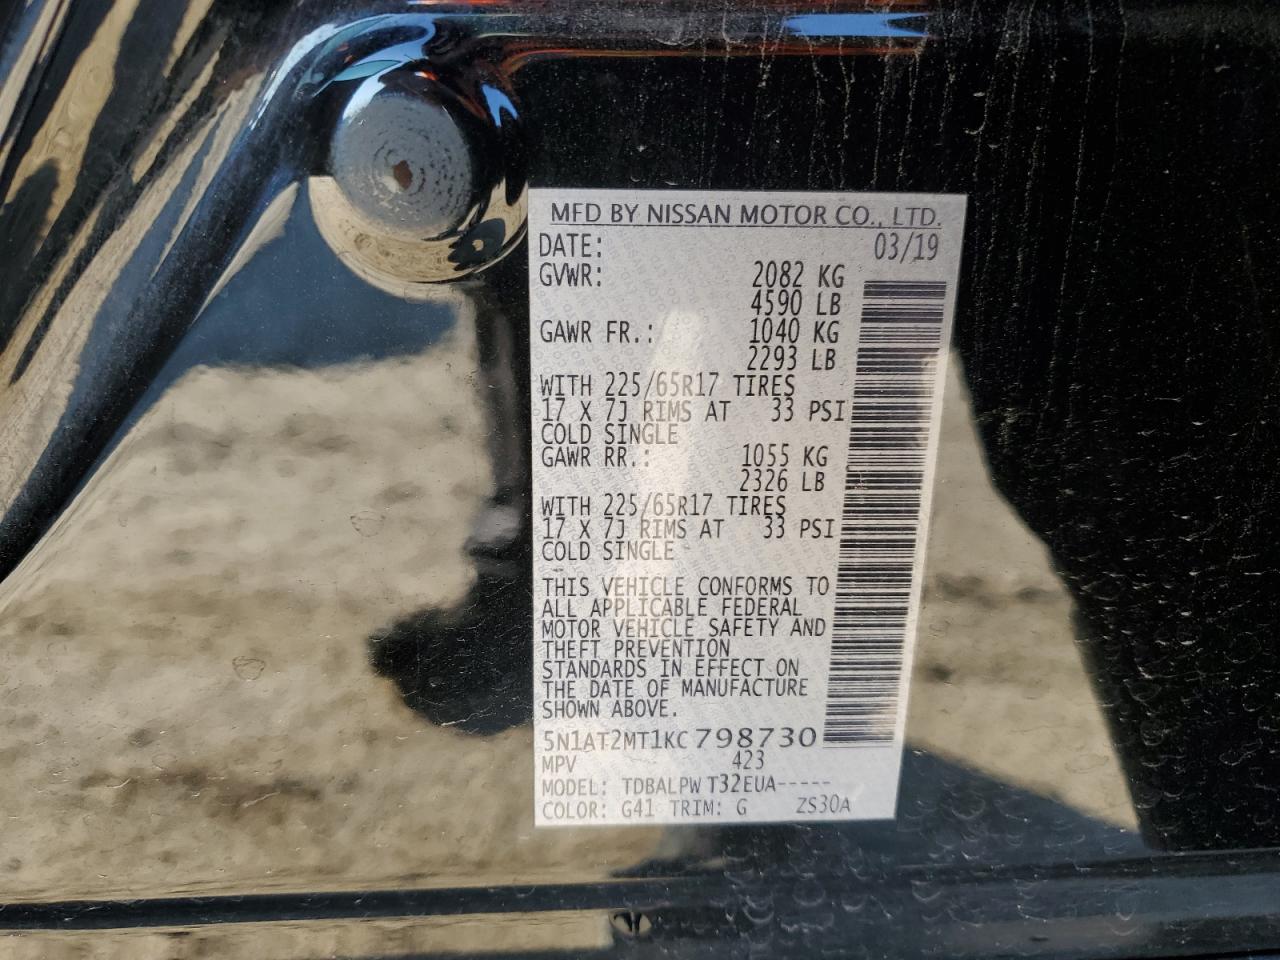 MFD BY NISSAN MOTOR CO., LTD.
DATE: 03/19
GVWR: 2082 KG
4590 LB
GAWR FR.: 1040 KG
2293 LB
WITH 225/65R17 TIRES
17 X 7J RIMS AT 33 PSI
COLD SINGLE
GAWR RR.: 1055 KG
2326 LB
WITH 225/65R17 TIRES
17 X 7J RIMS AT 33 PSI
COLD SINGLE
THIS VEHICLE CONFORMS TO
ALL APPLICABLE FEDERAL
MOTOR VEHICLE SAFETY AND
THEFT PREVENTION
STANDARDS IN EFFECT ON
THE DATE OF MANUFACTURE
SHOWN ABOVE.
5N1AT2MT1KC798730
MPV 423
MODEL: TDBALPW T32EUA-----
COLOR: G41 TRIM: G ZS30A